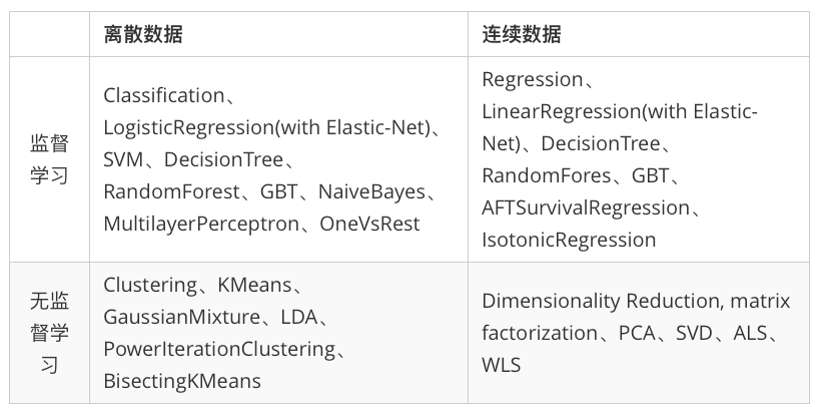 离散数据
连续数据
监督
学习
Classification、
LogisticRegression(with Elastic-Net)、
SVM、DecisionTree、
RandomForest、GBT、NaiveBayes、
MultilayerPerceptron、OneVsRest
Regression、
LinearRegression(with Elastic-
Net)、DecisionTree、
RandomFores、GBT、
AFTSurvivalRegression、
IsotonicRegression
无监
督学
习
Clustering、KMeans、
GaussianMixture、LDA、
PowerIterationClustering、
BisectingKMeans
Dimensionality Reduction, matrix
factorization、PCA、SVD、ALS、
WLS